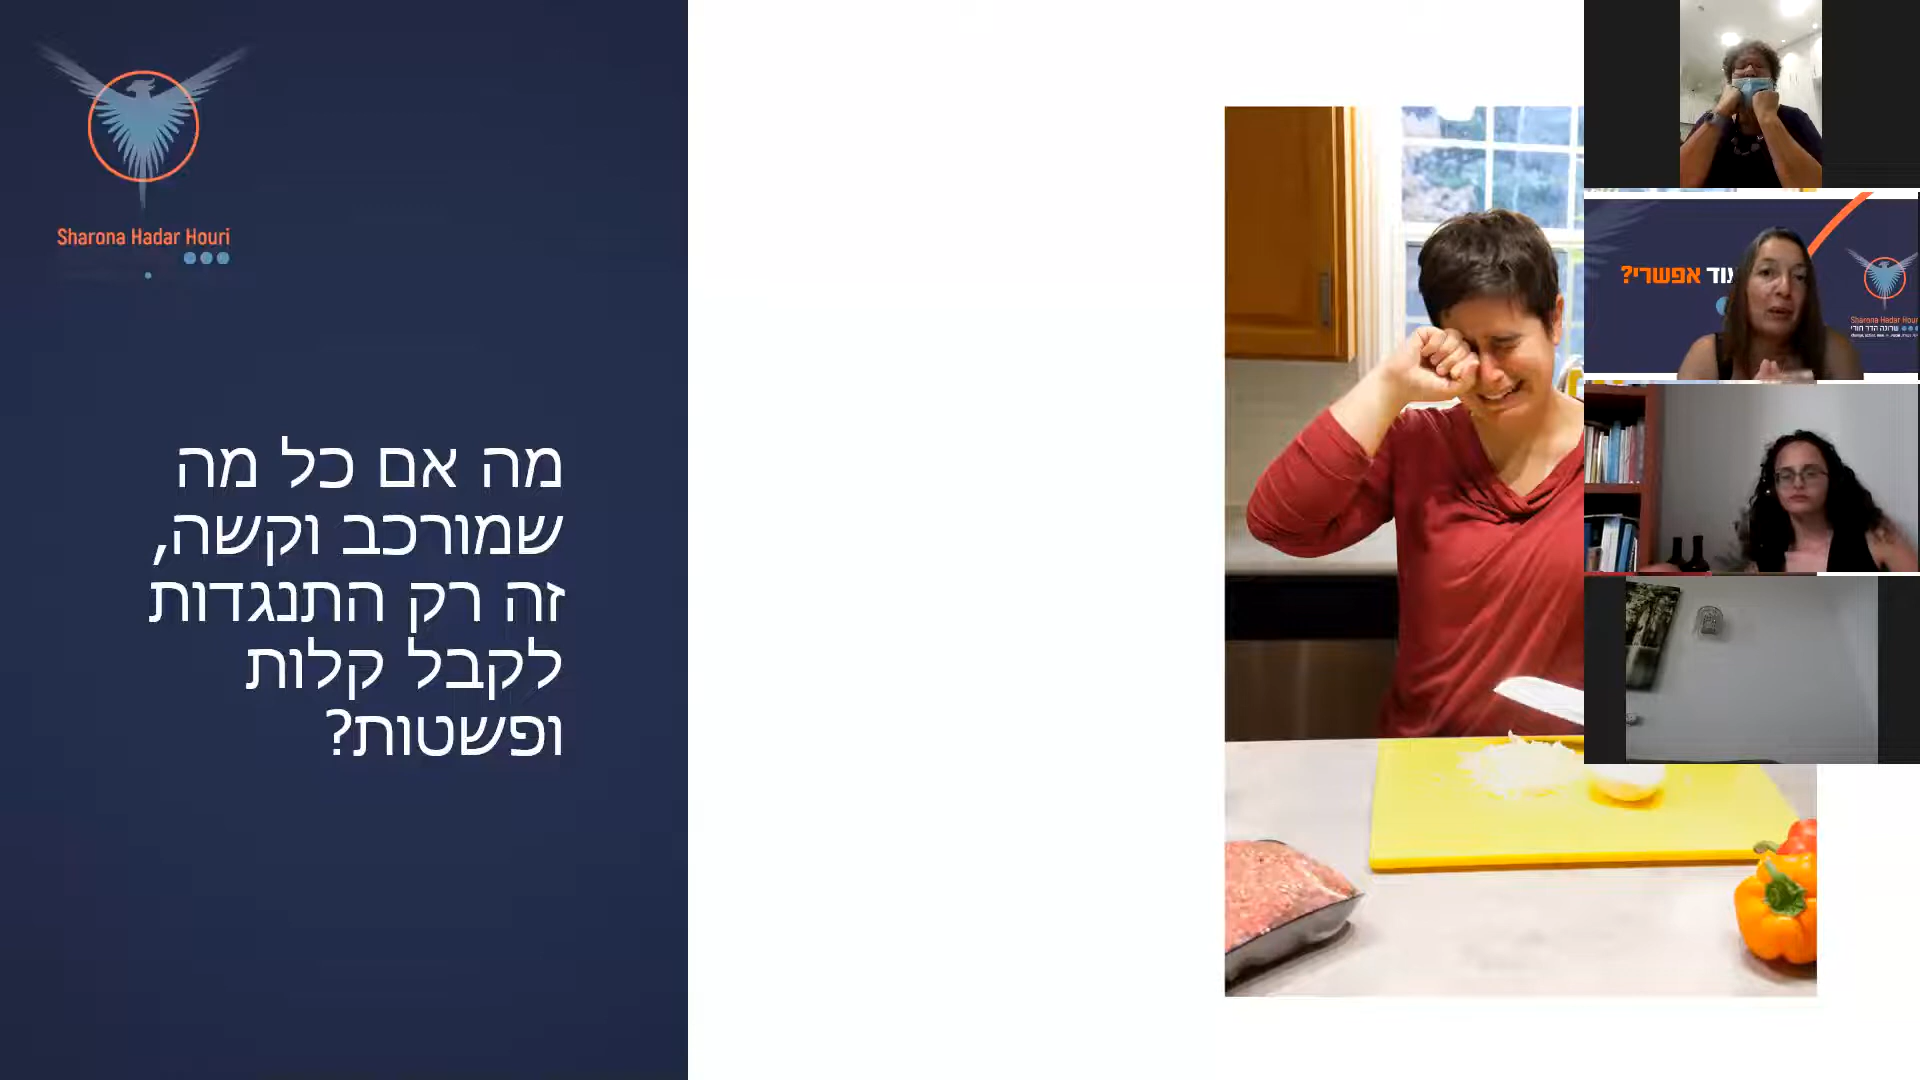 Sharona Hadar Houri
מה אם כל מה
שמורכב וקשה,
זה רק התנגדות
לקבל קלות
ופשטות?
עוד אפשרי?
Sharona Hadar Houri
שרונה הדר חורי